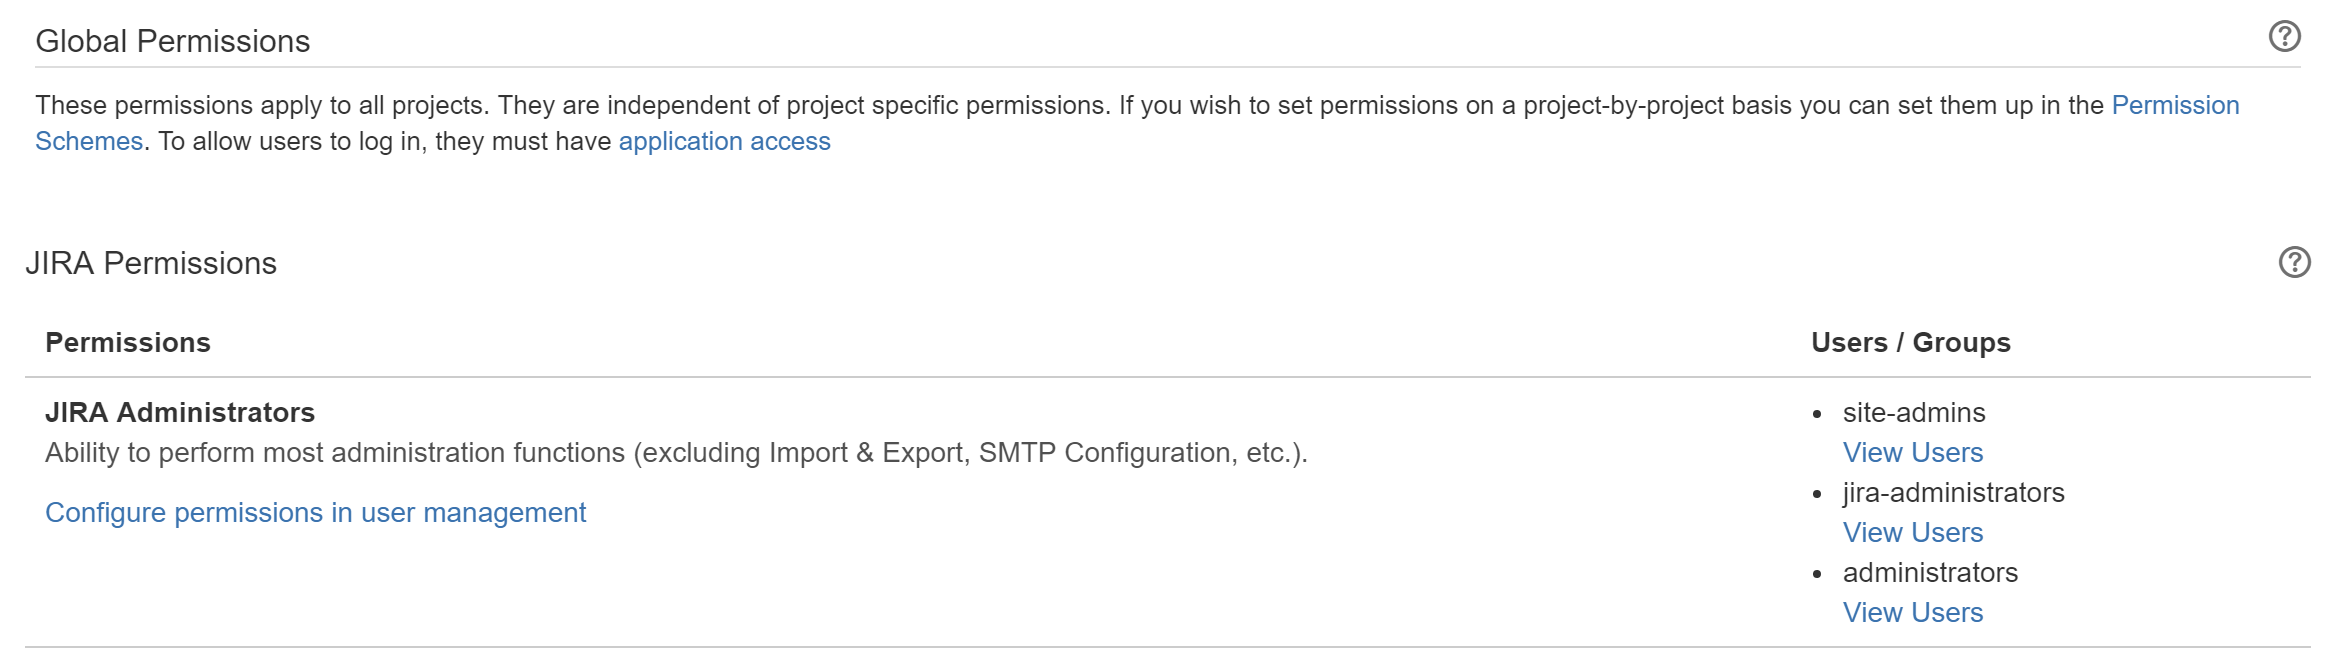 Global Permissions
These permissions apply to all projects. They are independent of project specific permissions. If you wish to set permissions on a project-by-project basis you can set them up in the Permission
Schemes. To allow users to log in, they must have application access
JIRA Permissions
Permissions
Users / Groups
JIRA Administrators
Ability to perform most administration functions (excluding Import & Export, SMTP Configuration, etc.).
Configure permissions in user management
• site-admins
View Users
• jira-administrators
View Users
• administrators
View Users